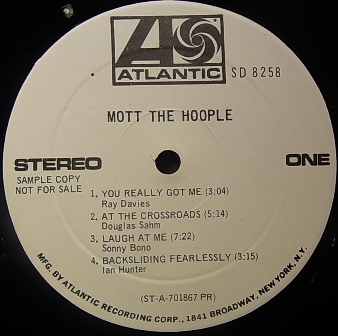 ATLANTIC
SD 8258
MOTT THE HOOPLE
STEREO
ONE
SAMPLE COPY
NOT FOR SALE
1. YOU REALLY GOT ME (3:04)
Ray Davies
2. AT THE CROSSROADS (5:14)
Douglas Sahm
3. LAUGH AT ME (7:22)
Sonny Bono
4. BACKSLIDING FEARLESSLY (3:15)
Ian Hunter
(ST-A-701867 PR)
MFG. BY ATLANTIC RECORDING CORP., 1841 BROADWAY, NEW YORK, N.Y.